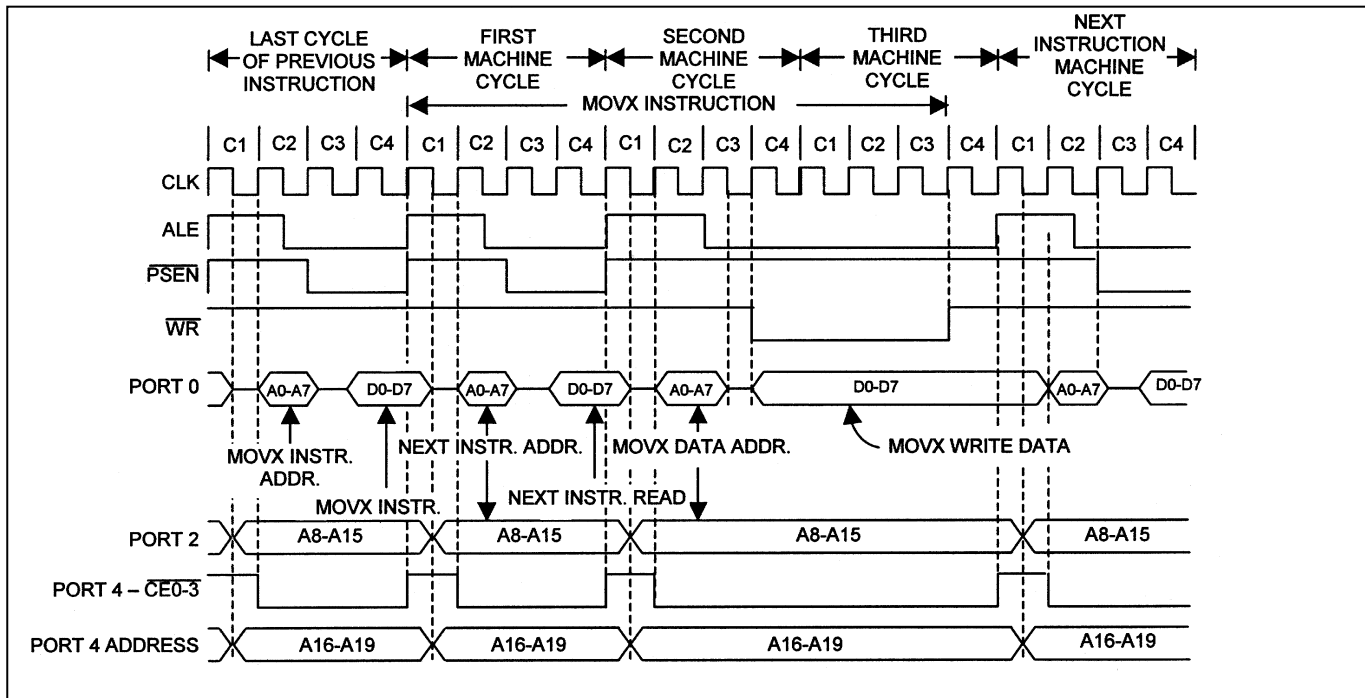 LAST CYCLE
OF PREVIOUS
INSTRUCTION
FIRST
MACHINE
CYCLE
SECOND
MACHINE
CYCLE
THIRD
MACHINE
CYCLE
NEXT
INSTRUCTION
MACHINE
CYCLE
MOVX INSTRUCTION
C1 C2 C3 C4 C1 C2 C3 C4 C1 C2 C3 C4 C1 C2 C3 C4 C1 C2 C3 C4
CLK
ALE
PSEN
WR
PORT 0 A0-A7 D0-D7 A0-A7 D0-D7 A0-A7 D0-D7 A0-A7 D0-D7
MOVX INSTR.
ADDR.
MOVX INSTR.
NEXT INSTR. ADDR.
NEXT INSTR. READ
MOVX DATA ADDR.
MOVX WRITE DATA
PORT 2 A8-A15 A8-A15 A8-A15 A8-A15
PORT 4 – CE0-3
PORT 4 ADDRESS A16-A19 A16-A19 A16-A19 A16-A19